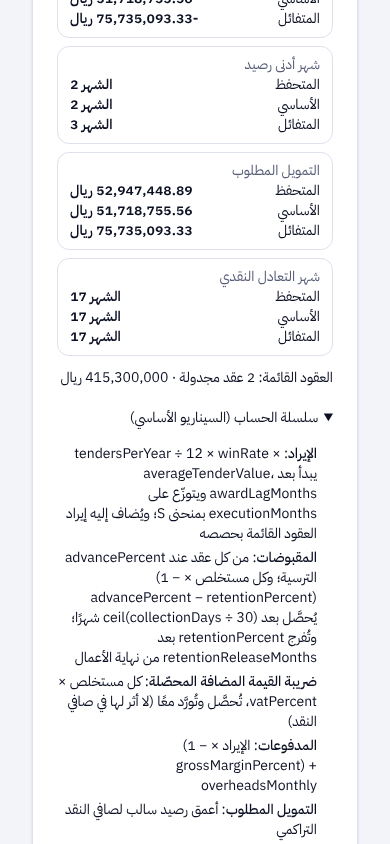 المتفائل 75,735,093.33- ريال
شهر أدنى رصيد
المتحفظ الشهر 2
الأساسي الشهر 2
المتفائل الشهر 3
التمويل المطلوب
المتحفظ 52,947,448.89 ريال
الأساسي 51,718,755.56 ريال
المتفائل 75,735,093.33 ريال
شهر التعادل النقدي
المتحفظ الشهر 17
الأساسي الشهر 17
المتفائل الشهر 17
العقود القائمة: 2 عقد مجدولة · 415,300,000 ريال
▼ سلسلة الحساب (السيناريو الأساسي)
الإيراد: tendersPerYear ÷ 12 × winRate ×
averageTenderValue، يبدأ بعد
awardLagMonths ويتوزّع على
executionMonths بمنحنى S؛ ويُضاف إليه إيراد
العقود القائمة بحصصه
المقبوضات: من كل عقد عند advancePercent
الترسية؛ وكل مستخلص × (1 −
advancePercent − retentionPercent)
يُحصَّل بعد ceil(collectionDays ÷ 30) شهرًا؛
وتُفرج retentionPercent بعد
retentionReleaseMonths من نهاية الأعمال
ضريبة القيمة المضافة المحصّلة: كل مستخلص ×
vatPercent، تُحصَّل وتُورَّد معًا (لا أثر لها في صافي
النقد)
المدفوعات: الإيراد × (1 −
grossMarginPercent) +
overheadsMonthly
التمويل المطلوب: أعمق رصيد سالب لصافي النقد
التراكمي